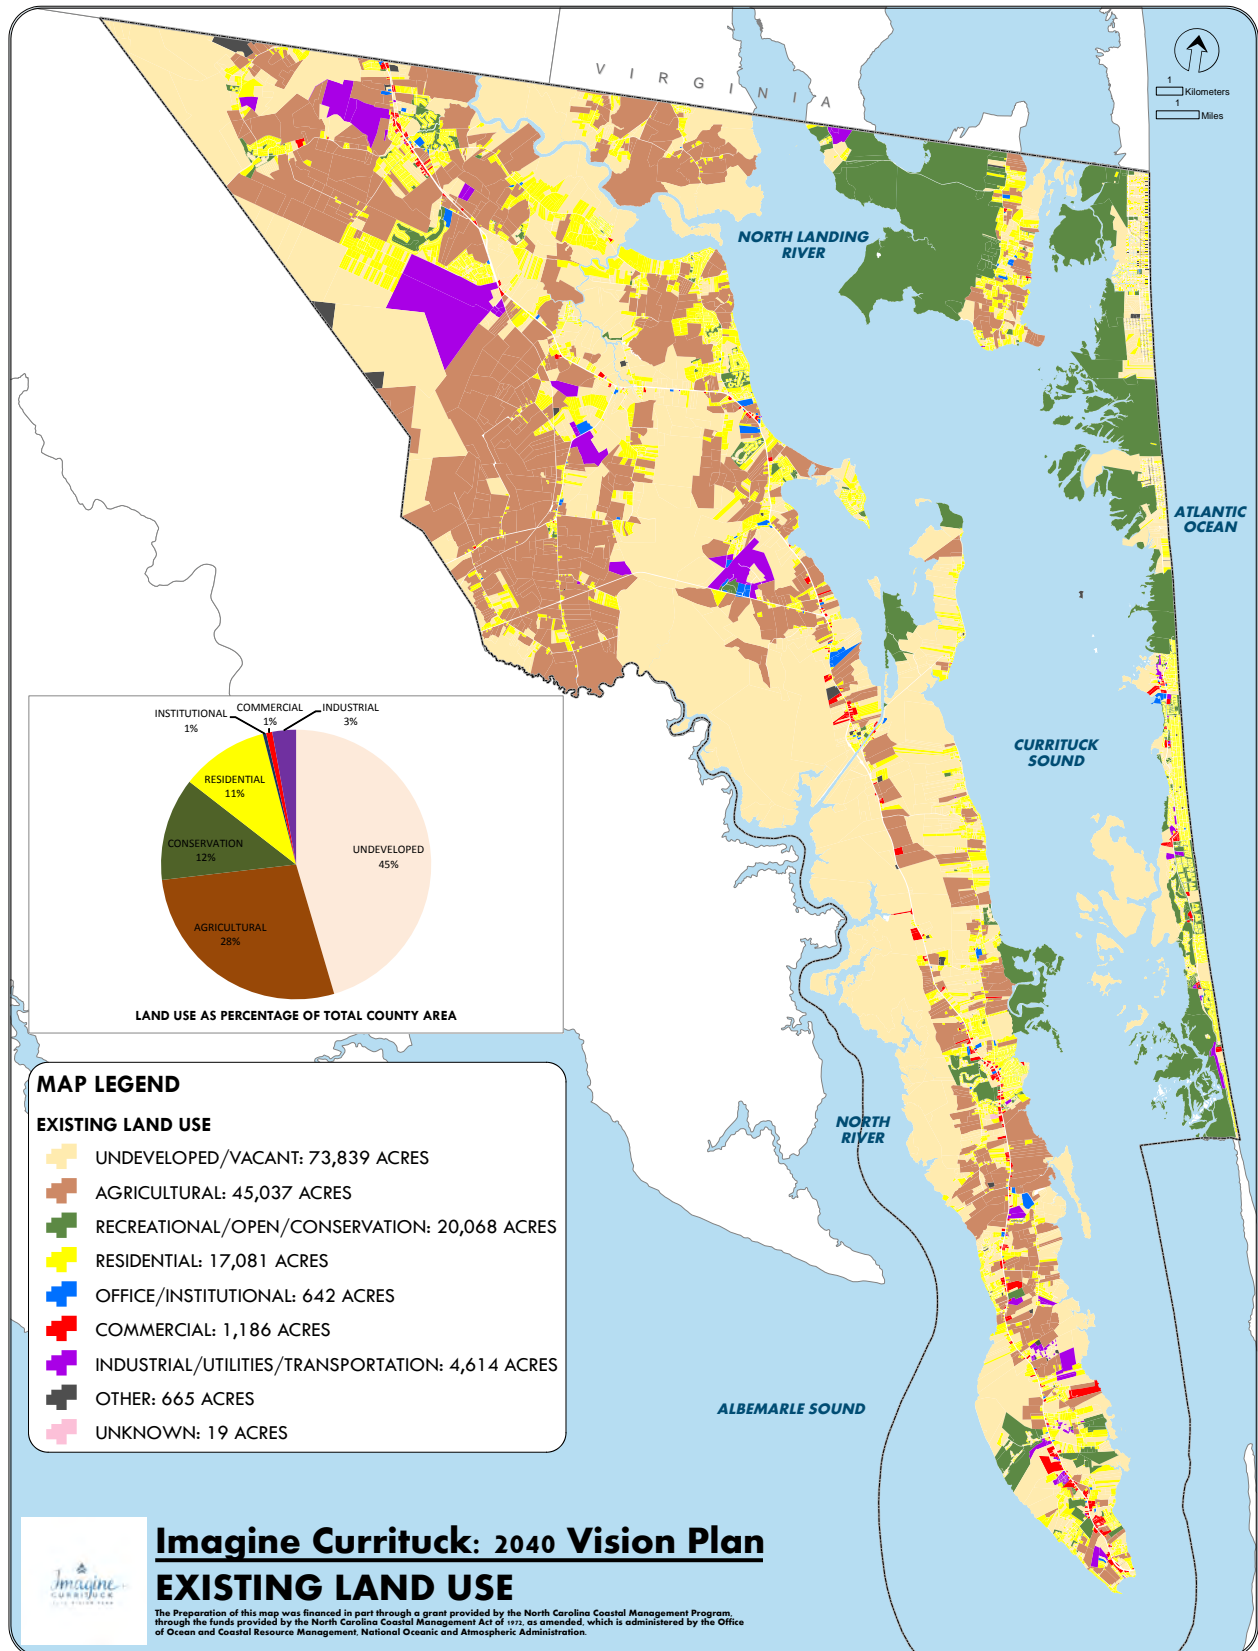 VIRGINIA
1
Kilometers
1
Miles
NORTH LANDING
RIVER
ATLANTIC
OCEAN
CURRITUCK
SOUND
NORTH
RIVER
ALBEMARLE SOUND
INSTITUTIONAL
1%
COMMERCIAL
1%
INDUSTRIAL
3%
RESIDENTIAL
11%
CONSERVATION
12%
UNDEVELOPED
45%
AGRICULTURAL
28%
LAND USE AS PERCENTAGE OF TOTAL COUNTY AREA
MAP LEGEND
EXISTING LAND USE
UNDEVELOPED/VACANT: 73,839 ACRES
AGRICULTURAL: 45,037 ACRES
RECREATIONAL/OPEN/CONSERVATION: 20,068 ACRES
RESIDENTIAL: 17,081 ACRES
OFFICE/INSTITUTIONAL: 642 ACRES
COMMERCIAL: 1,186 ACRES
INDUSTRIAL/UTILITIES/TRANSPORTATION: 4,614 ACRES
OTHER: 665 ACRES
UNKNOWN: 19 ACRES
Imagine
CURRITUCK
Imagine Currituck: 2040 Vision Plan
EXISTING LAND USE
The Preparation of this map was financed in part through a grant provided by the North Carolina Coastal Management Program,
through the funds provided by the North Carolina Coastal Management Act of 1972, as amended, which is administered by the Office
of Ocean and Coastal Resource Management, National Oceanic and Atmospheric Administration.